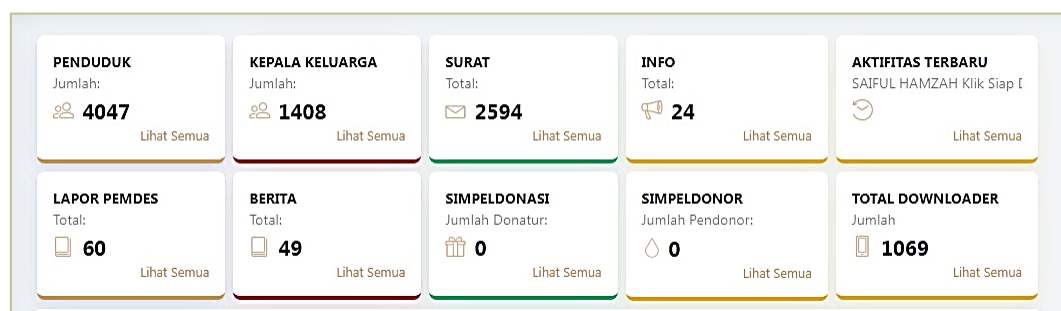 PENDUDUK
Jumlah:
4047
Lihat Semua
KEPALA KELUARGA
Jumlah:
1408
Lihat Semua
SURAT
Total:
2594
Lihat Semua
INFO
Total:
24
Lihat Semua
AKTIFITAS TERBARU
SAIFUL HAMZAH Klik Siap
Lihat Semua
LAPOR PEMDES
Total:
60
Lihat Semua
BERITA
Total:
49
Lihat Semua
SIMPELDONASI
Jumlah Donatur:
0
Lihat Semua
SIMPELDONOR
Jumlah Pendonor:
0
Lihat Semua
TOTAL DOWNLOADER
Jumlah
1069
Lihat Semua